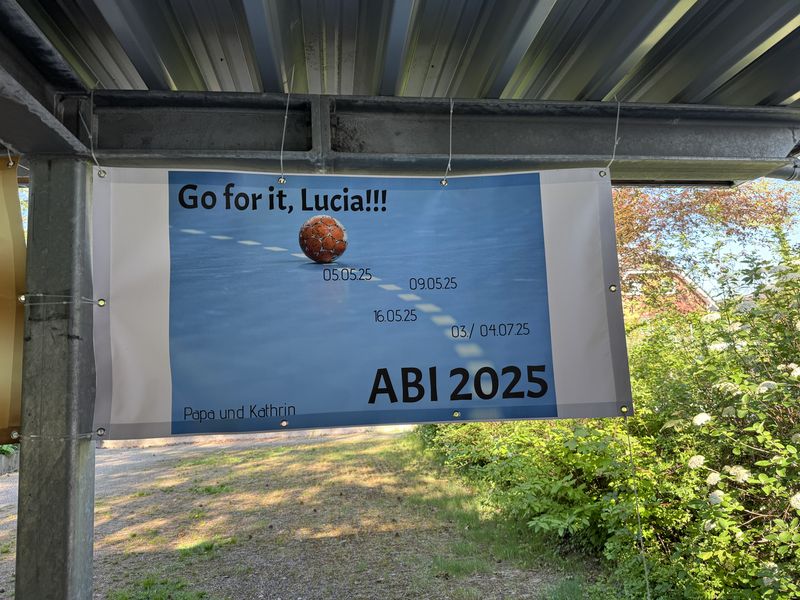 Go for it, Lucia!!!
05.05.25
09.05.25
16.05.25
03./ 04.07.25
ABI 2025
Papa und Kathrin